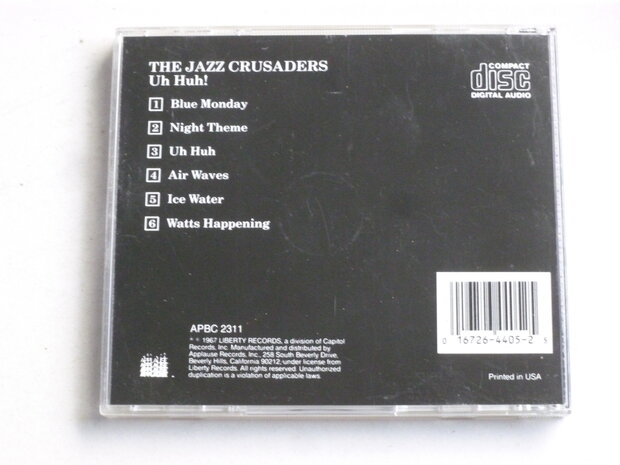 THE JAZZ CRUSADERS
Uh Huh!
1 Blue Monday
2 Night Theme
3 Uh Huh
4 Air Waves
5 Ice Water
6 Watts Happening
COMPACT
disc
DIGITAL AUDIO
APBC 2311
1967 LIBERTY RECORDS, a division of Capitol
Records, Inc. Manufactured and distributed by
Applause Records, Inc., 258 South Beverly Drive,
Beverly Hills, California 90212, under license from
Liberty Records. All rights reserved. Unauthorized
duplication is a violation of applicable laws.
0 16726-4405-2
Printed in USA